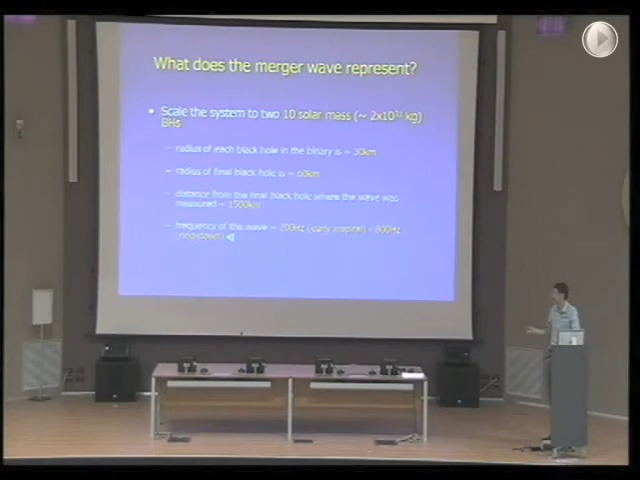 What does the merger wave represent?
• Scale the system to two 10 solar mass (~ 2x10³¹ kg)
BHs
– radius of each black hole in the binary is ~ 30km
– radius of final black hole is ~ 60km
– distance from the final black hole where the wave was
measured ~ 1500km
– frequency of the wave ~ 200Hz (early inspiral) - 800Hz
(ring-down)